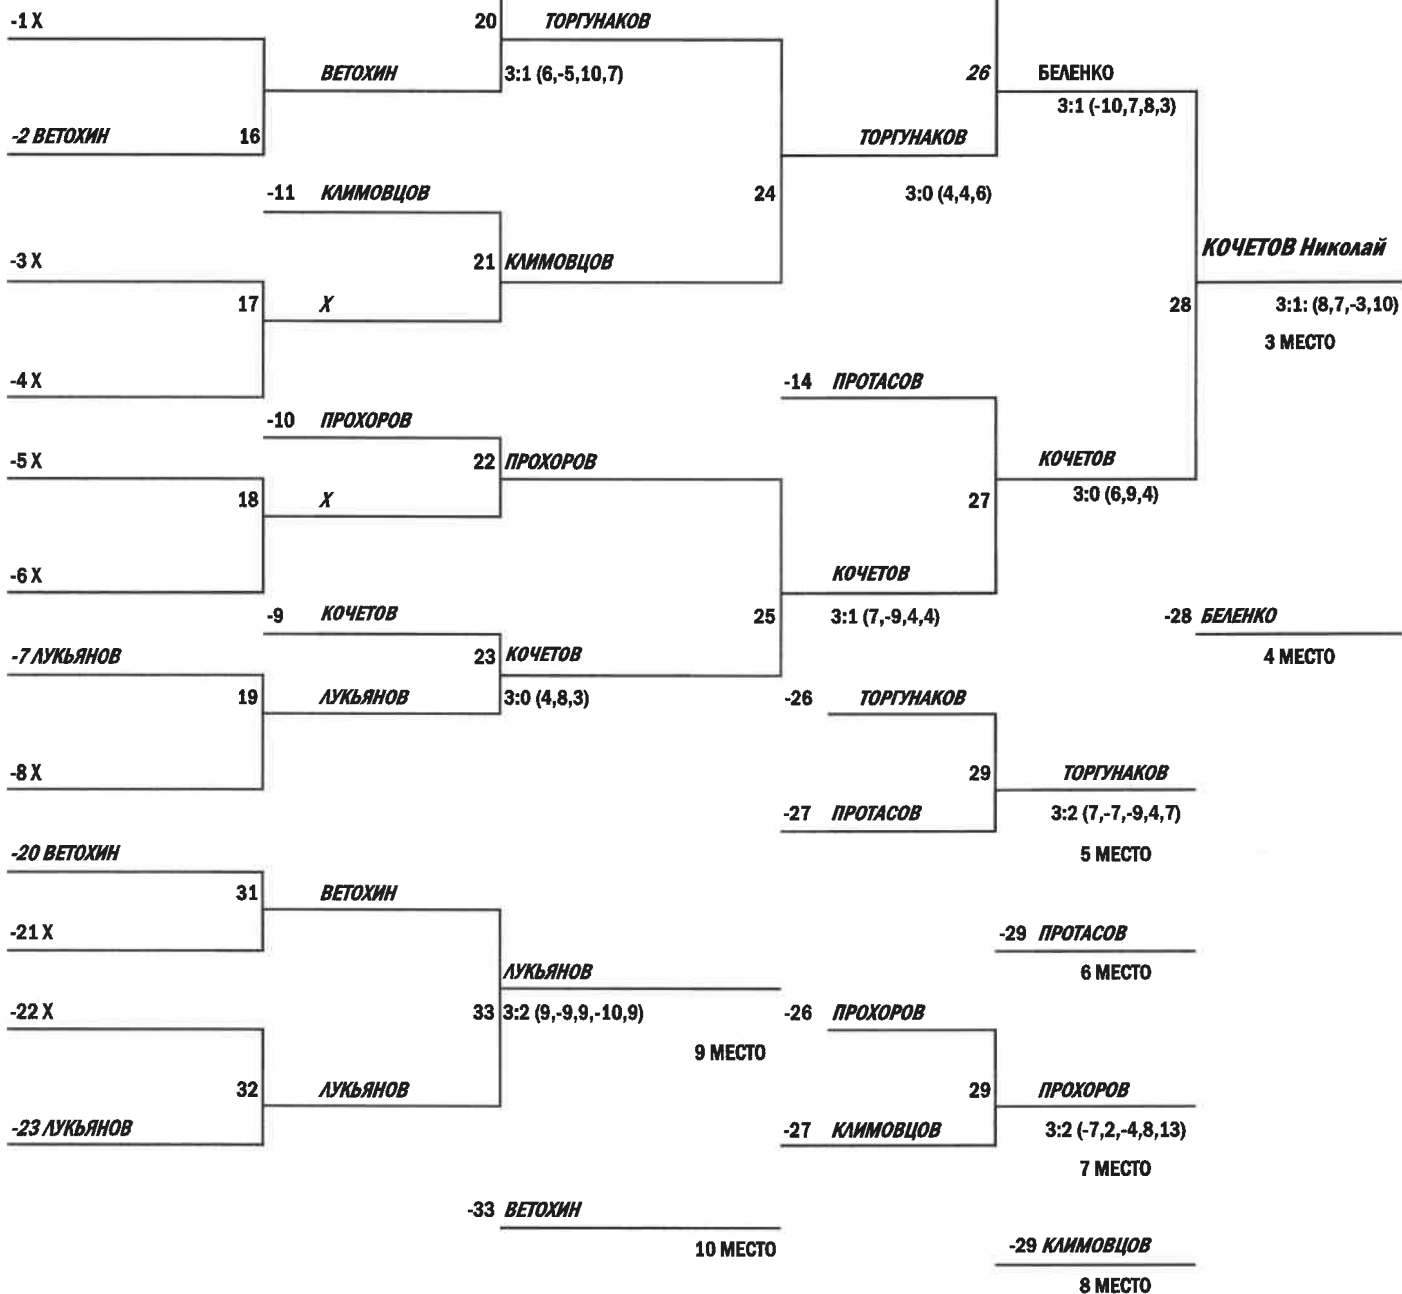 -1 X
20 ТОРГУНАКОВ
ВЕТОХИН
3:1 (6,-5,10,7)
26 БЕЛЕНКО
3:1 (-10,7,8,3)
-2 ВЕТОХИН
16
ТОРГУНАКОВ
-11 КЛИМОВЦОВ
24
3:0 (4,4,6)
КОЧЕТОВ Николай
-3 X
21 КЛИМОВЦОВ
17 X
28
3:1: (8,7,-3,10)
3 МЕСТО
-4 X
-14 ПРОТАСОВ
-10 ПРОХОРОВ
-5 X
22 ПРОХОРОВ
КОЧЕТОВ
3:0 (6,9,4)
18 X
27
-6 X
КОЧЕТОВ
-9 КОЧЕТОВ
25
3:1 (7,-9,4,4)
-28 БЕЛЕНКО
4 МЕСТО
-7 ЛУКЬЯНОВ
23 КОЧЕТОВ
19 ЛУКЬЯНОВ
3:0 (4,8,3)
-26 ТОРГУНАКОВ
-8 X
29 ТОРГУНАКОВ
-27 ПРОТАСОВ
3:2 (7,-7,-9,4,7)
5 МЕСТО
-20 ВЕТОХИН
31 ВЕТОХИН
-21 X
-29 ПРОТАСОВ
6 МЕСТО
ЛУКЬЯНОВ
-22 X
33 3:2 (9,-9,9,-10,9)
9 МЕСТО
-26 ПРОХОРОВ
32 ЛУКЬЯНОВ
29 ПРОХОРОВ
-23 ЛУКЬЯНОВ
-27 КЛИМОВЦОВ
3:2 (-7,2,-4,8,13)
7 МЕСТО
-33 ВЕТОХИН
10 МЕСТО
-29 КЛИМОВЦОВ
8 МЕСТО